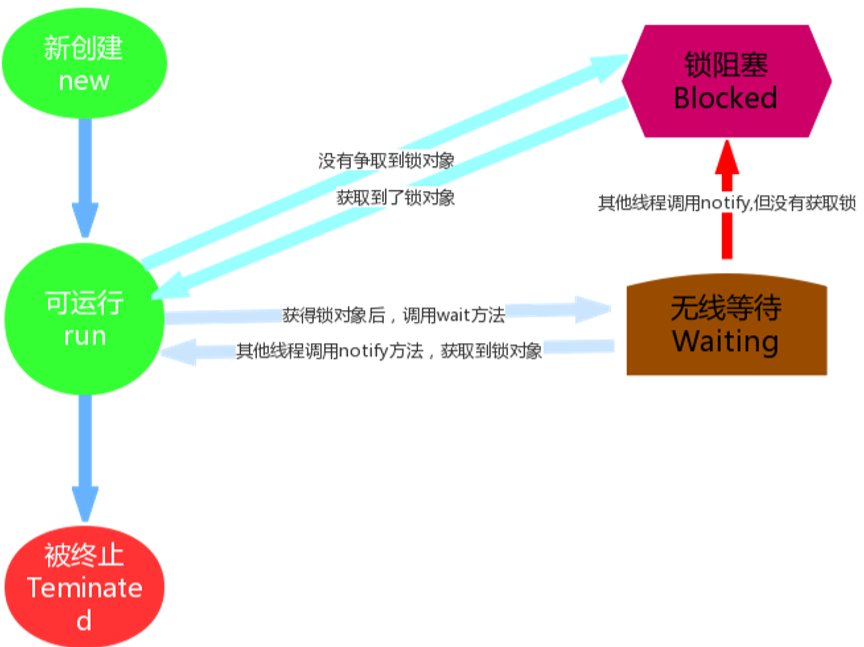 新创建
new
锁阻塞
Blocked
没有争取到锁对象
获取到了锁对象
其他线程调用notify,但没有获取锁
可运行
run
获得锁对象后，调用wait方法
其他线程调用notify方法，获取到锁对象
无线等待
Waiting
被终止
Teminate
d